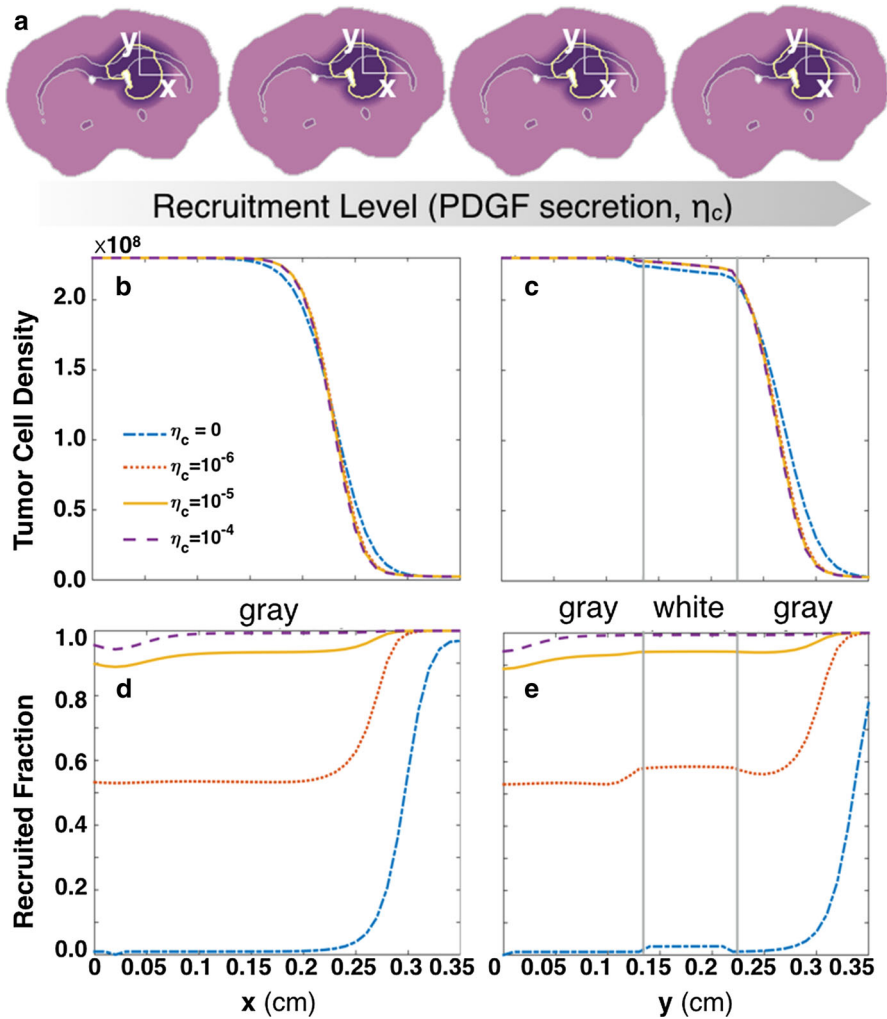 a
y
x
y
x
y
x
y
x
Recruitment Level (PDGF secretion, ηc)
×10⁸
Tumor Cell Density
2.0
1.5
1.0
0.5
0.0
b
ηc = 0
ηc=10-6
ηc=10-5
ηc=10-4
c
gray
gray white gray
Recruited Fraction
1.0
0.8
0.6
0.4
0.2
0.0
d
e
0 0.05 0.1 0.15 0.2 0.25 0.3 0.35
0 0.05 0.1 0.15 0.2 0.25 0.3 0.35
x (cm)
y (cm)